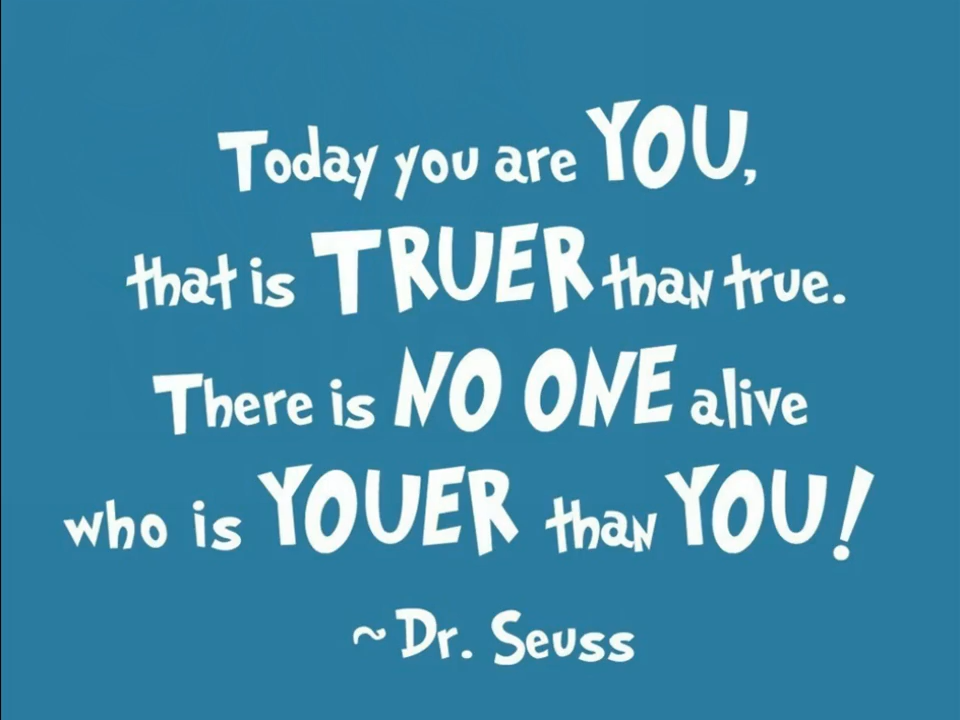 Today you are YOU,
that is TRUER than true.
There is NO ONE alive
who is YOUER than YOU!
~ Dr. Seuss